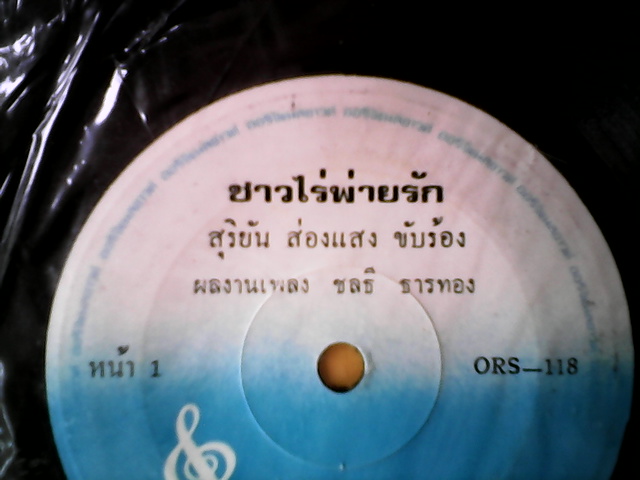 ชาวไร่พ่ายรัก
สุริยัน ส่องแสง ขับร้อง
ผลงานเพลง ชลธิ ธารทอง
หน้า 1
ORS—118